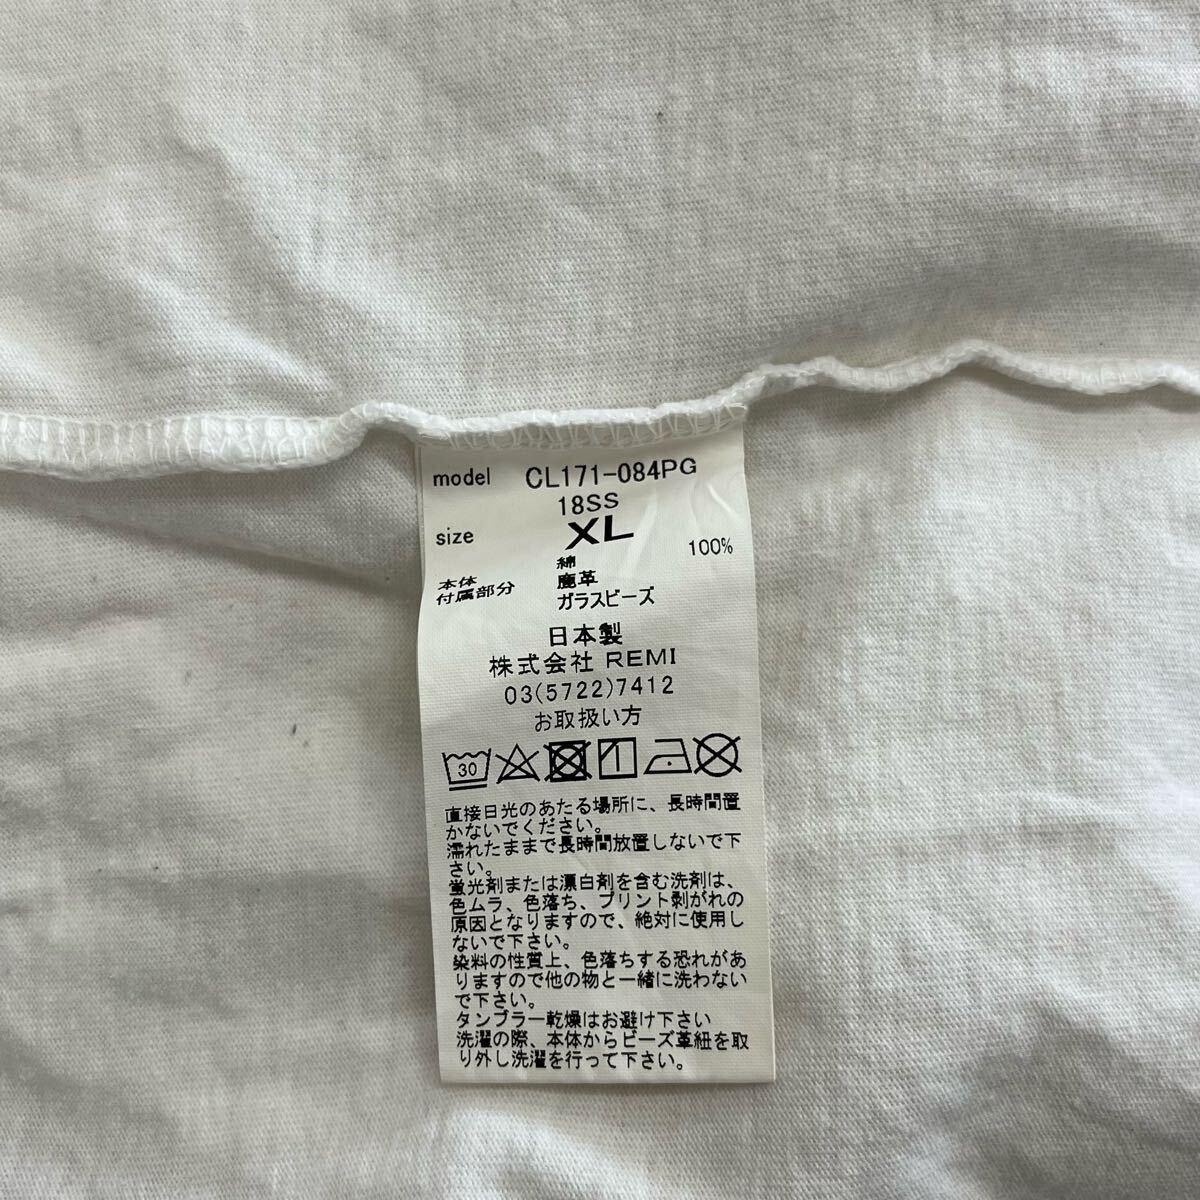 model CL171-084PG
18SS
size XL
本体 綿 100%
付属部分 鹿革
ガラスビーズ
日本製
株式会社 REMI
03(5722)7412
お取扱い方
30
直接日光のあたる場所に、長時間置
かないでください。
濡れたままで長時間放置しないで下
さい。
蛍光剤または漂白剤を含む洗剤は、
色ムラ、色落ち、プリント剥がれの
原因となりますので、絶対に使用し
ないで下さい。
染料の性質上、色落ちする恐れがあ
りますので他の物と一緒に洗わない
で下さい。
タンブラー乾燥はお避け下さい
洗濯の際、本体からビーズ革紐を取
り外し洗濯を行って下さい。